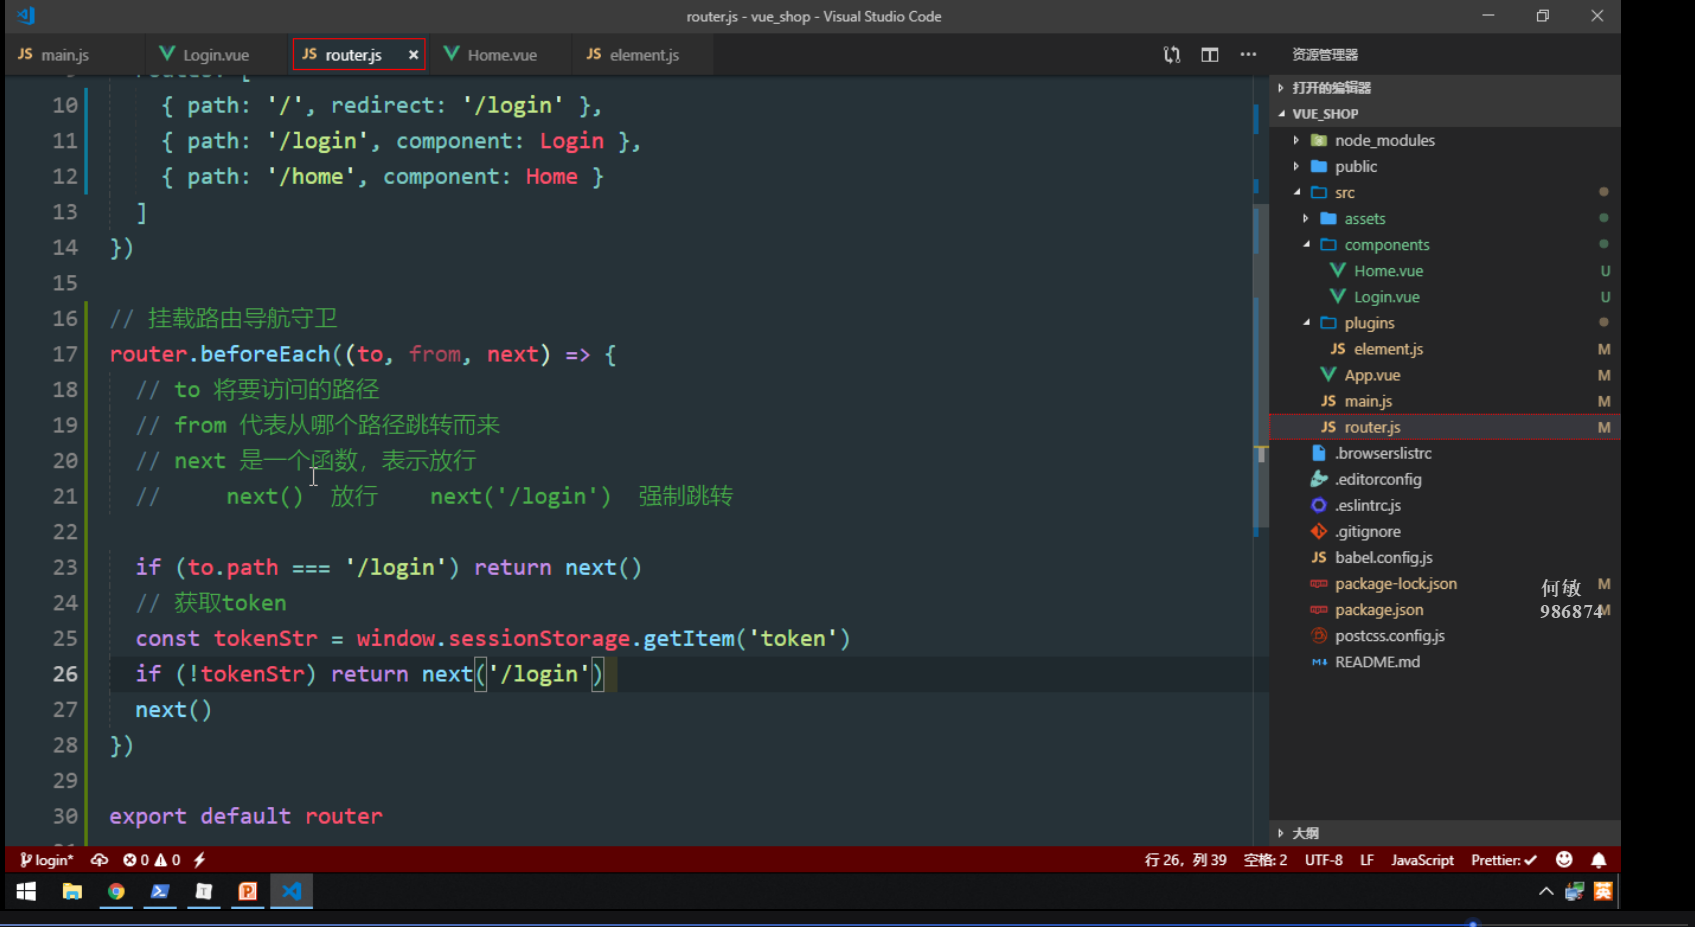 router.js - vue_shop - Visual Studio Code
JS main.js
Login.vue
JS router.js ×
Home.vue
JS element.js
资源管理器
10 { path: '/', redirect: '/login' },
11 { path: '/login', component: Login },
12 { path: '/home', component: Home }
13 ]
14 })
15
16 // 挂载路由导航守卫
17 router.beforeEach((to, from, next) => {
18 // to 将要访问的路径
19 // from 代表从哪个路径跳转而来
20 // next 是一个函数，表示放行
21 // next() 放行 next('/login') 强制跳转
22
23 if (to.path === '/login') return next()
24 // 获取token
25 const tokenStr = window.sessionStorage.getItem('token')
26 if (!tokenStr) return next('/login')
27 next()
28 })
29
30 export default router
打开的编辑器
VUE_SHOP
node_modules
public
src
assets
components
Home.vue U
Login.vue U
plugins
JS element.js M
App.vue M
JS main.js M
JS router.js M
.browserslistrc
.editorconfig
.eslintrc.js
.gitignore
JS babel.config.js
package-lock.json M
package.json M
postcss.config.js
README.md
何敏
986874
大纲
login* 0 0
行 26，列 39 空格: 2 UTF-8 LF JavaScript Prettier: ✓
英